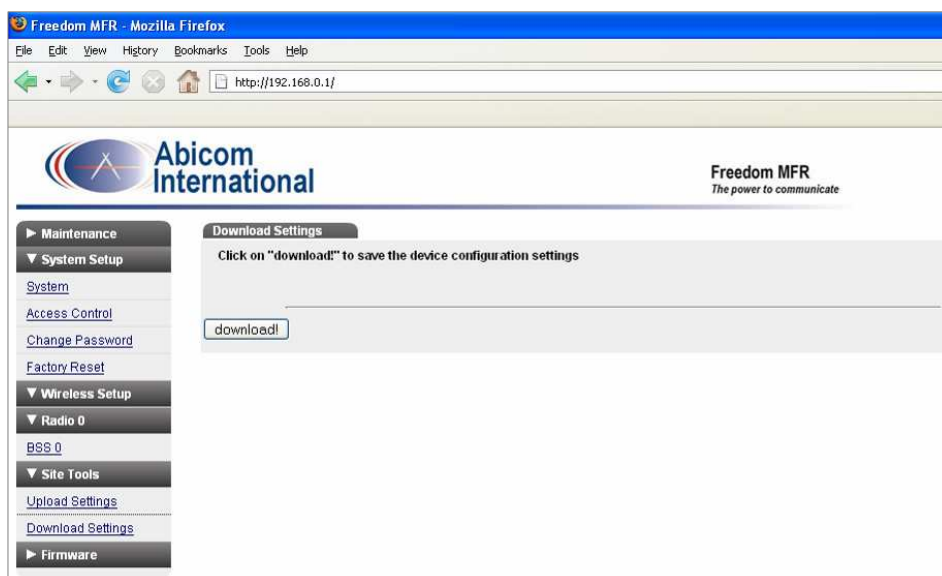 Freedom MFR - Mozilla Firefox
File Edit View History Bookmarks Tools Help
http://192.168.0.1/
Abicom
International
Freedom MFR
The power to communicate
Maintenance
System Setup
System
Access Control
Change Password
Factory Reset
Wireless Setup
Radio 0
BSS 0
Site Tools
Upload Settings
Download Settings
Firmware
Download Settings
Click on "download!" to save the device configuration settings
download!